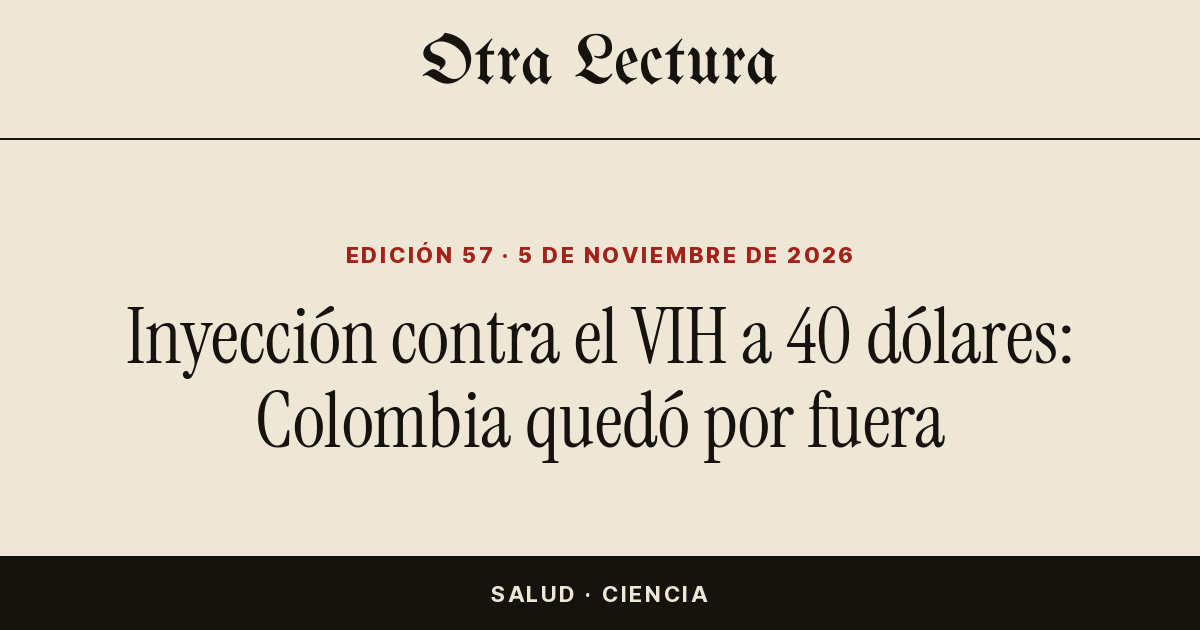 Otra Lectura
EDICIÓN 57 · 5 DE NOVIEMBRE DE 2026
Inyección contra el VIH a 40 dólares:
Colombia quedó por fuera
SALUD · CIENCIA